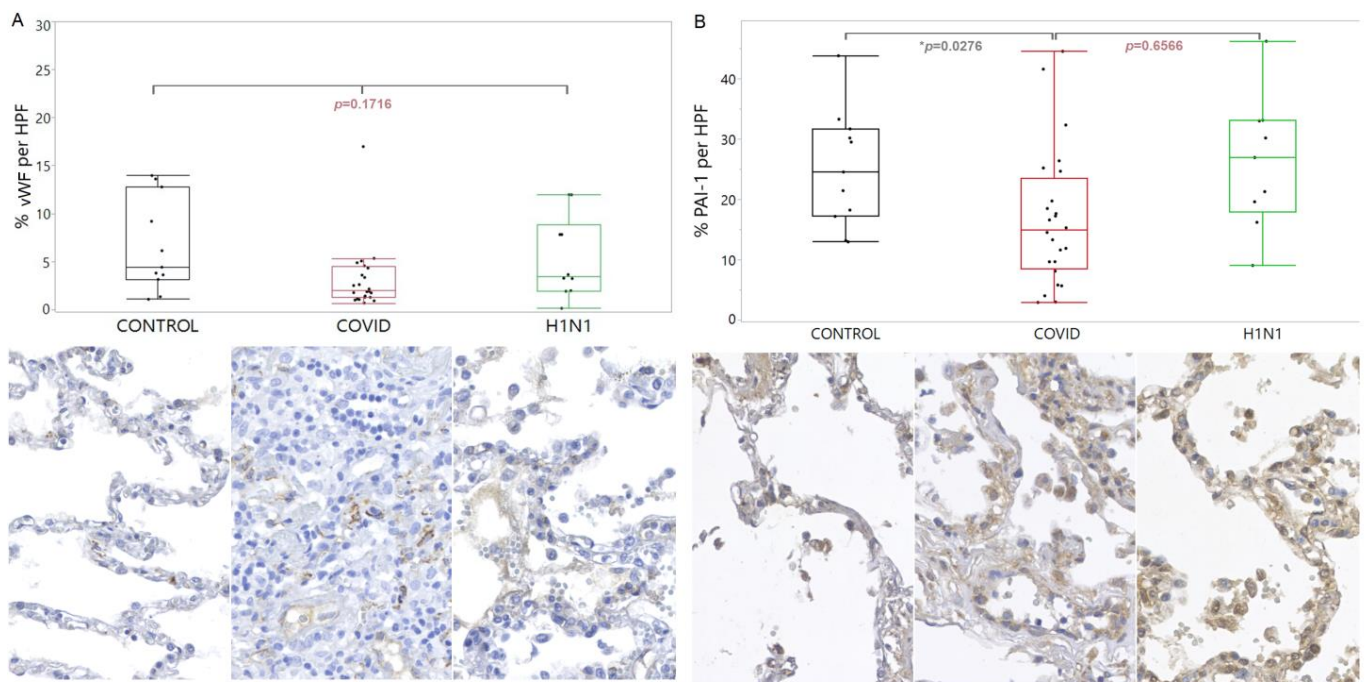 A
% vWF per HPF
30
25
20
15
10
5
0
p=0.1716
CONTROL
COVID
H1N1
B
% PAI-1 per HPF
40
30
20
10
0
*p=0.0276
p=0.6566
CONTROL
COVID
H1N1